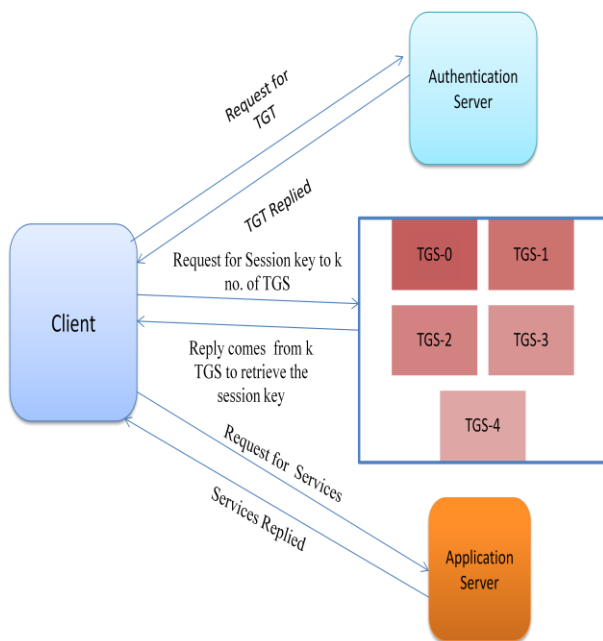 Authentication
Server
Request for
TGT
TGT Replied
Client
Request for Session key to k
no. of TGS
Reply comes from k
TGS to retrieve the
session key
TGS-0
TGS-1
TGS-2
TGS-3
TGS-4
Request for Services
Services Replied
Application
Server